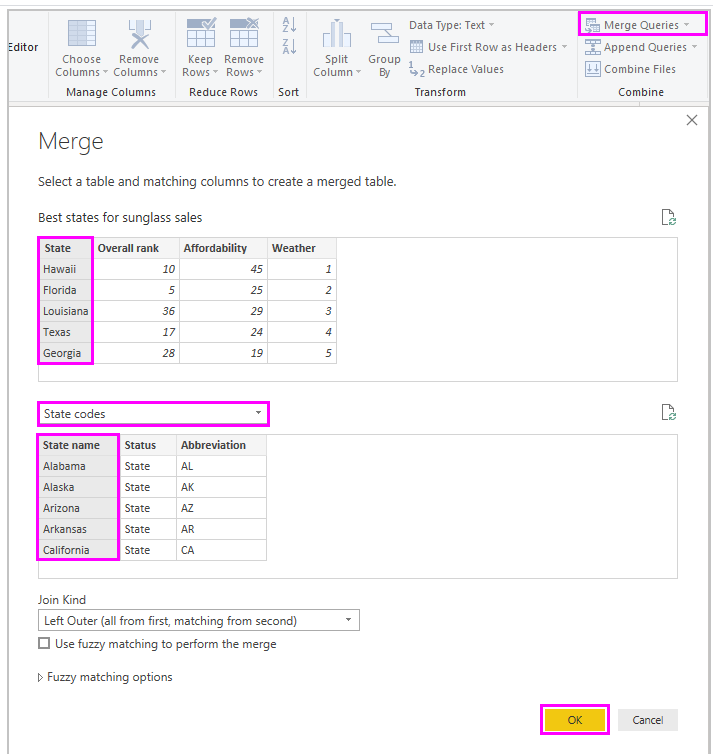 Editor
Choose Columns
Remove Columns
Manage Columns
Keep Rows
Remove Rows
Reduce Rows
A
Z
Z
A
Sort
Split Column
Group By
Data Type: Text
Use First Row as Headers
1
2 Replace Values
Transform
Merge Queries
Append Queries
Combine Files
Combine
Merge
Select a table and matching columns to create a merged table.
Best states for sunglass sales
State Overall rank Affordability Weather
Hawaii 10 45 1
Florida 5 25 2
Louisiana 36 29 3
Texas 17 24 4
Georgia 28 19 5
State codes
State name Status Abbreviation
Alabama State AL
Alaska State AK
Arizona State AZ
Arkansas State AR
California State CA
Join Kind
Left Outer (all from first, matching from second)
Use fuzzy matching to perform the merge
Fuzzy matching options
OK Cancel